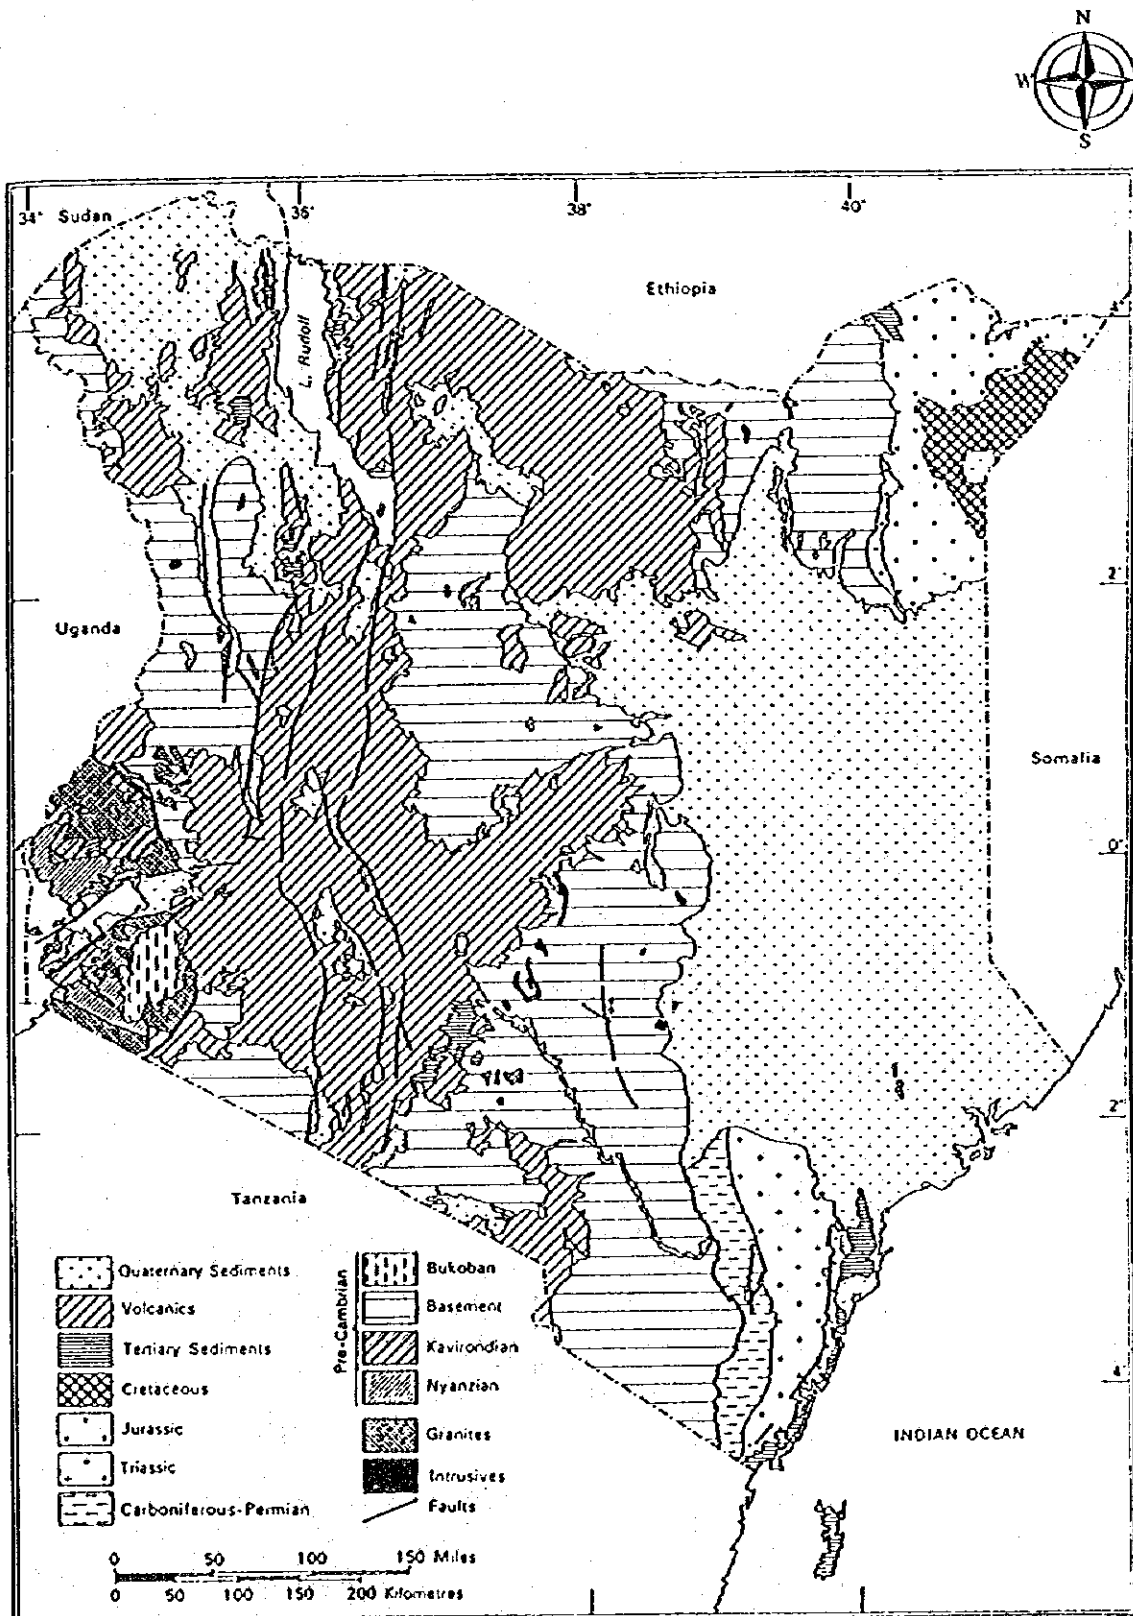 N
W
S
34°
Sudan
36°
38°
40°
Ethiopia
4°
L. Rudolf
2°
Uganda
Somalia
0°
2°
Tanzania
4°
INDIAN OCEAN
Quaternary Sediments
Volcanics
Tertiary Sediments
Cretaceous
Jurassic
Triassic
Carboniferous-Permian
Pre-Cambrian
Bukoban
Basement
Kavirondian
Nyanzian
Granites
Intrusives
Faults
0 50 100 150 Miles
0 50 100 150 200 Kilometres